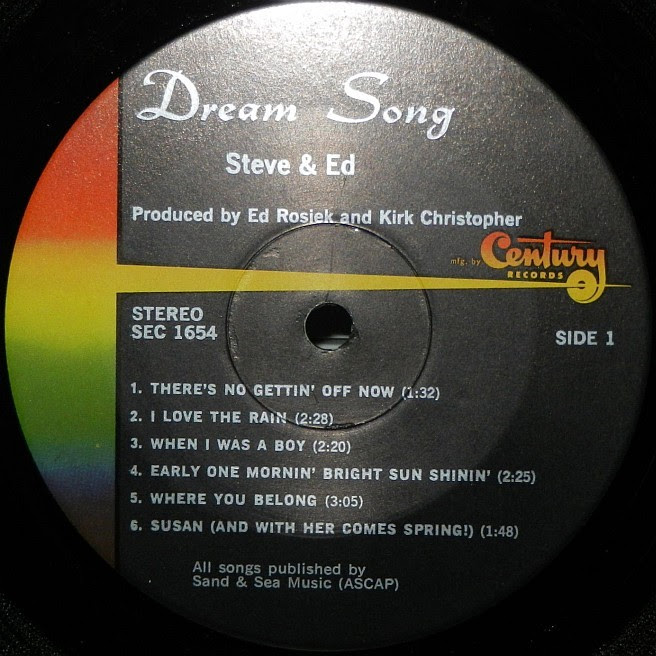 Dream Song
Steve & Ed
Produced by Ed Rosiek and Kirk Christopher
mfg. by Century
RECORDS
STEREO
SEC 1654
SIDE 1
1. THERE'S NO GETTIN' OFF NOW (1:32)
2. I LOVE THE RAIN (2:28)
3. WHEN I WAS A BOY (2:20)
4. EARLY ONE MORNIN' BRIGHT SUN SHININ' (2:25)
5. WHERE YOU BELONG (3:05)
6. SUSAN (AND WITH HER COMES SPRING!) (1:48)
All songs published by
Sand & Sea Music (ASCAP)